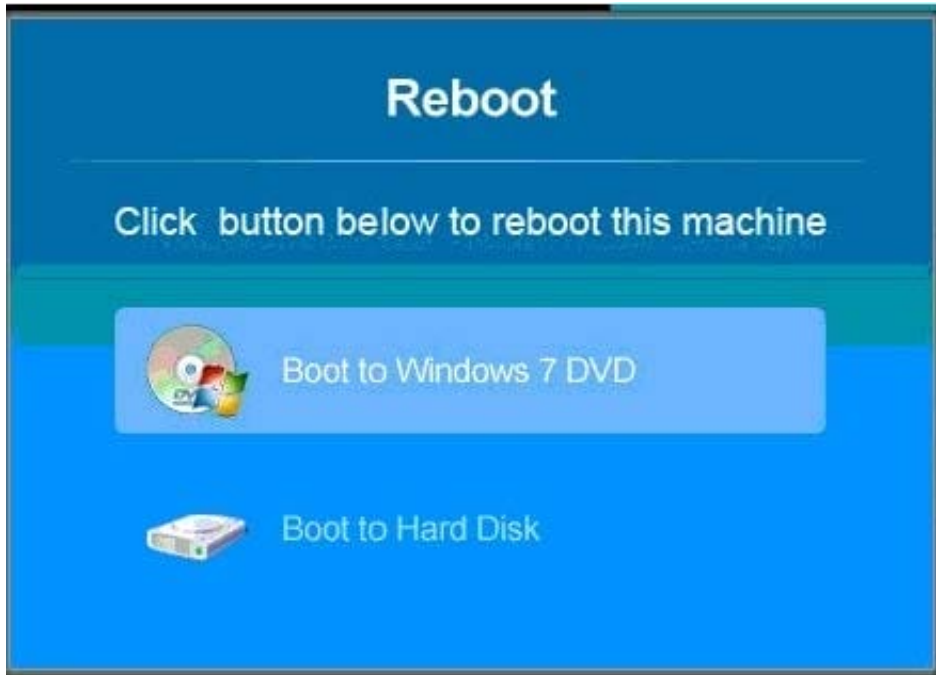 Reboot
Click button below to reboot this machine
Boot to Windows 7 DVD
Boot to Hard Disk